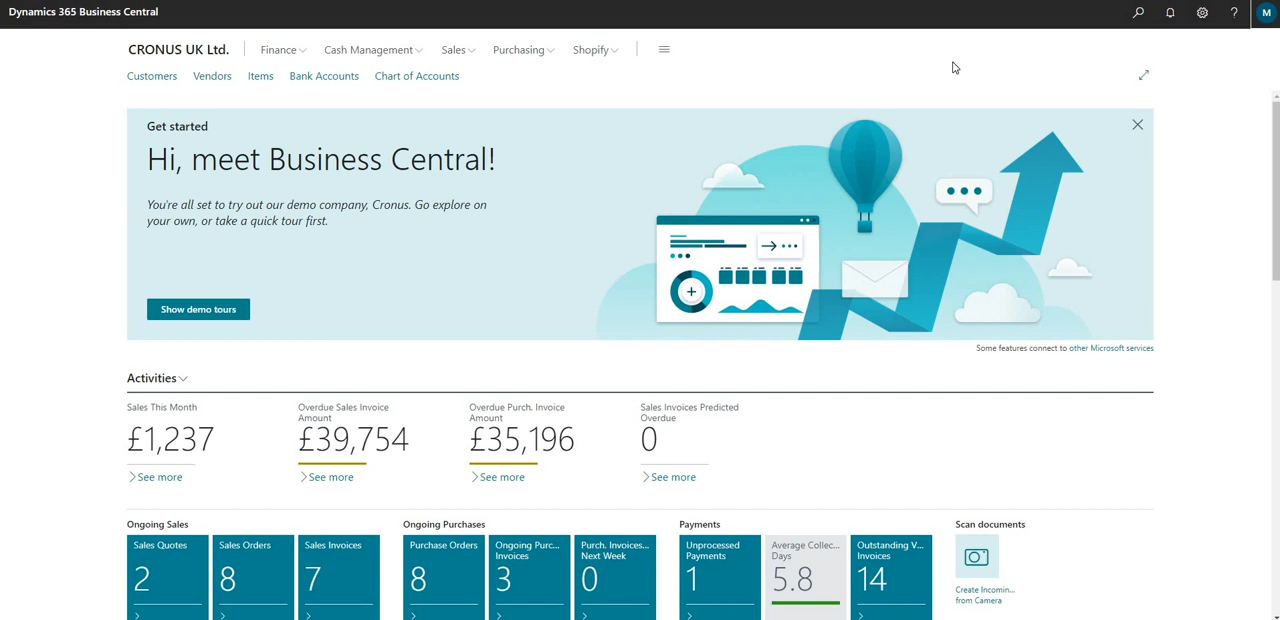 Dynamics 365 Business Central
? M
CRONUS UK Ltd. Finance Cash Management Sales Purchasing Shopify
Customers Vendors Items Bank Accounts Chart of Accounts
Get started
Hi, meet Business Central!
You're all set to try out our demo company, Cronus. Go explore on
your own, or take a quick tour first.
Show demo tours
Some features connect to other Microsoft services
Activities
Sales This Month
£1,237
See more
Overdue Sales Invoice
Amount
£39,754
See more
Overdue Purch. Invoice
Amount
£35,196
See more
Sales Invoices Predicted
Overdue
0
See more
Ongoing Sales
Sales Quotes
2
Sales Orders
8
Sales Invoices
7
Ongoing Purchases
Purchase Orders
8
Ongoing Purc...
Invoices
3
Purch. Invoices...
Next Week
0
Payments
Unprocessed
Payments
1
Average Collec...
Days
5.8
Outstanding V...
Invoices
14
Scan documents
Create Incomin...
from Camera